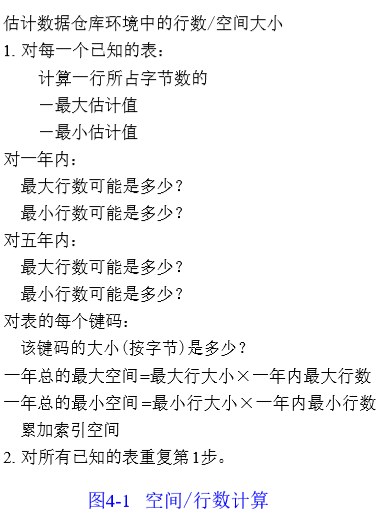 估计数据仓库环境中的行数/空间大小
1. 对每一个已知的表：
计算一行所占字节数的
－最大估计值
－最小估计值
对一年内：
最大行数可能是多少？
最小行数可能是多少？
对五年内：
最大行数可能是多少？
最小行数可能是多少？
对表的每个键码：
该键码的大小(按字节)是多少？
一年总的最大空间=最大行大小×一年内最大行数
一年总的最小空间=最小行大小×一年内最小行数
累加索引空间
2. 对所有已知的表重复第1步。
图4-1 空间/行数计算